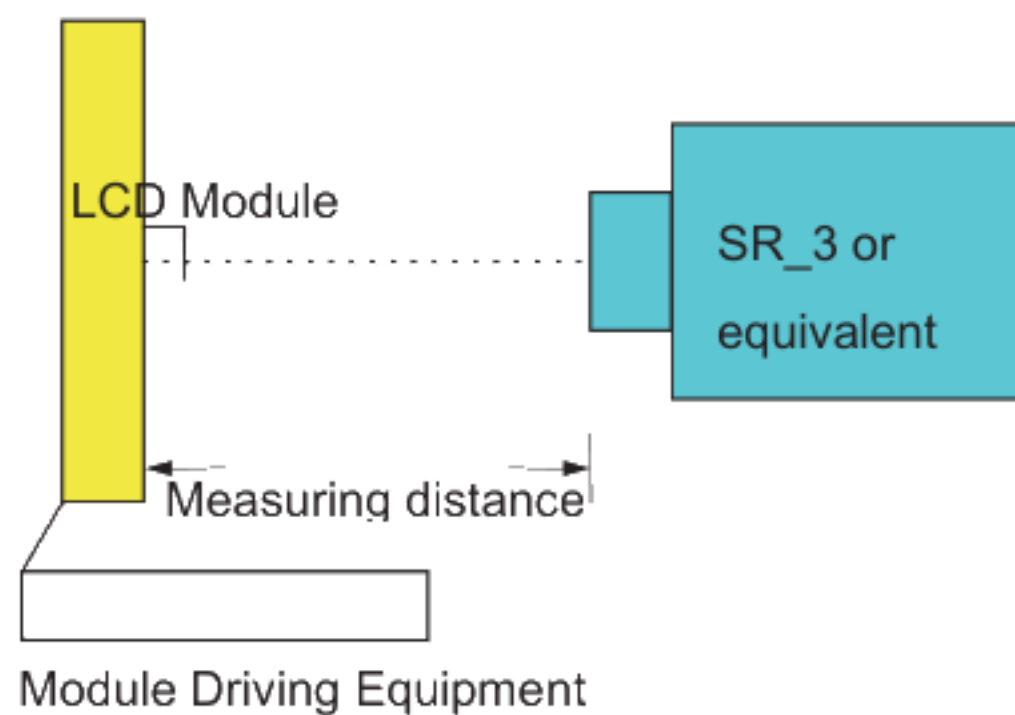 LCD Module
SR_3 or
equivalent
Measuring distance
Module Driving Equipment